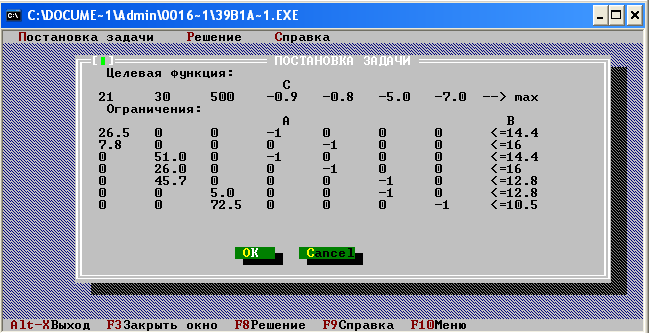 C:\DOCUME~1\Admin\0016~1\39B1A~1.EXE
Постановка задачи Решение Справка
ПОСТАНОВКА ЗАДАЧИ
Целевая функция:
C
21 30 500 -0.9 -0.8 -5.0 -7.0 --> max
Ограничения:
A B
26.5 0 0 -1 0 0 0 <=14.4
7.8 0 0 0 -1 0 0 <=16
0 51.0 0 -1 0 0 0 <=14.4
0 26.0 0 0 -1 0 0 <=16
0 45.7 0 0 0 -1 0 <=12.8
0 0 5.0 0 0 -1 0 <=12.8
0 0 72.5 0 0 0 -1 <=10.5
OK Cancel
Alt-X Выход F3 Закрыть окно F8 Решение F9 Справка F10 Меню